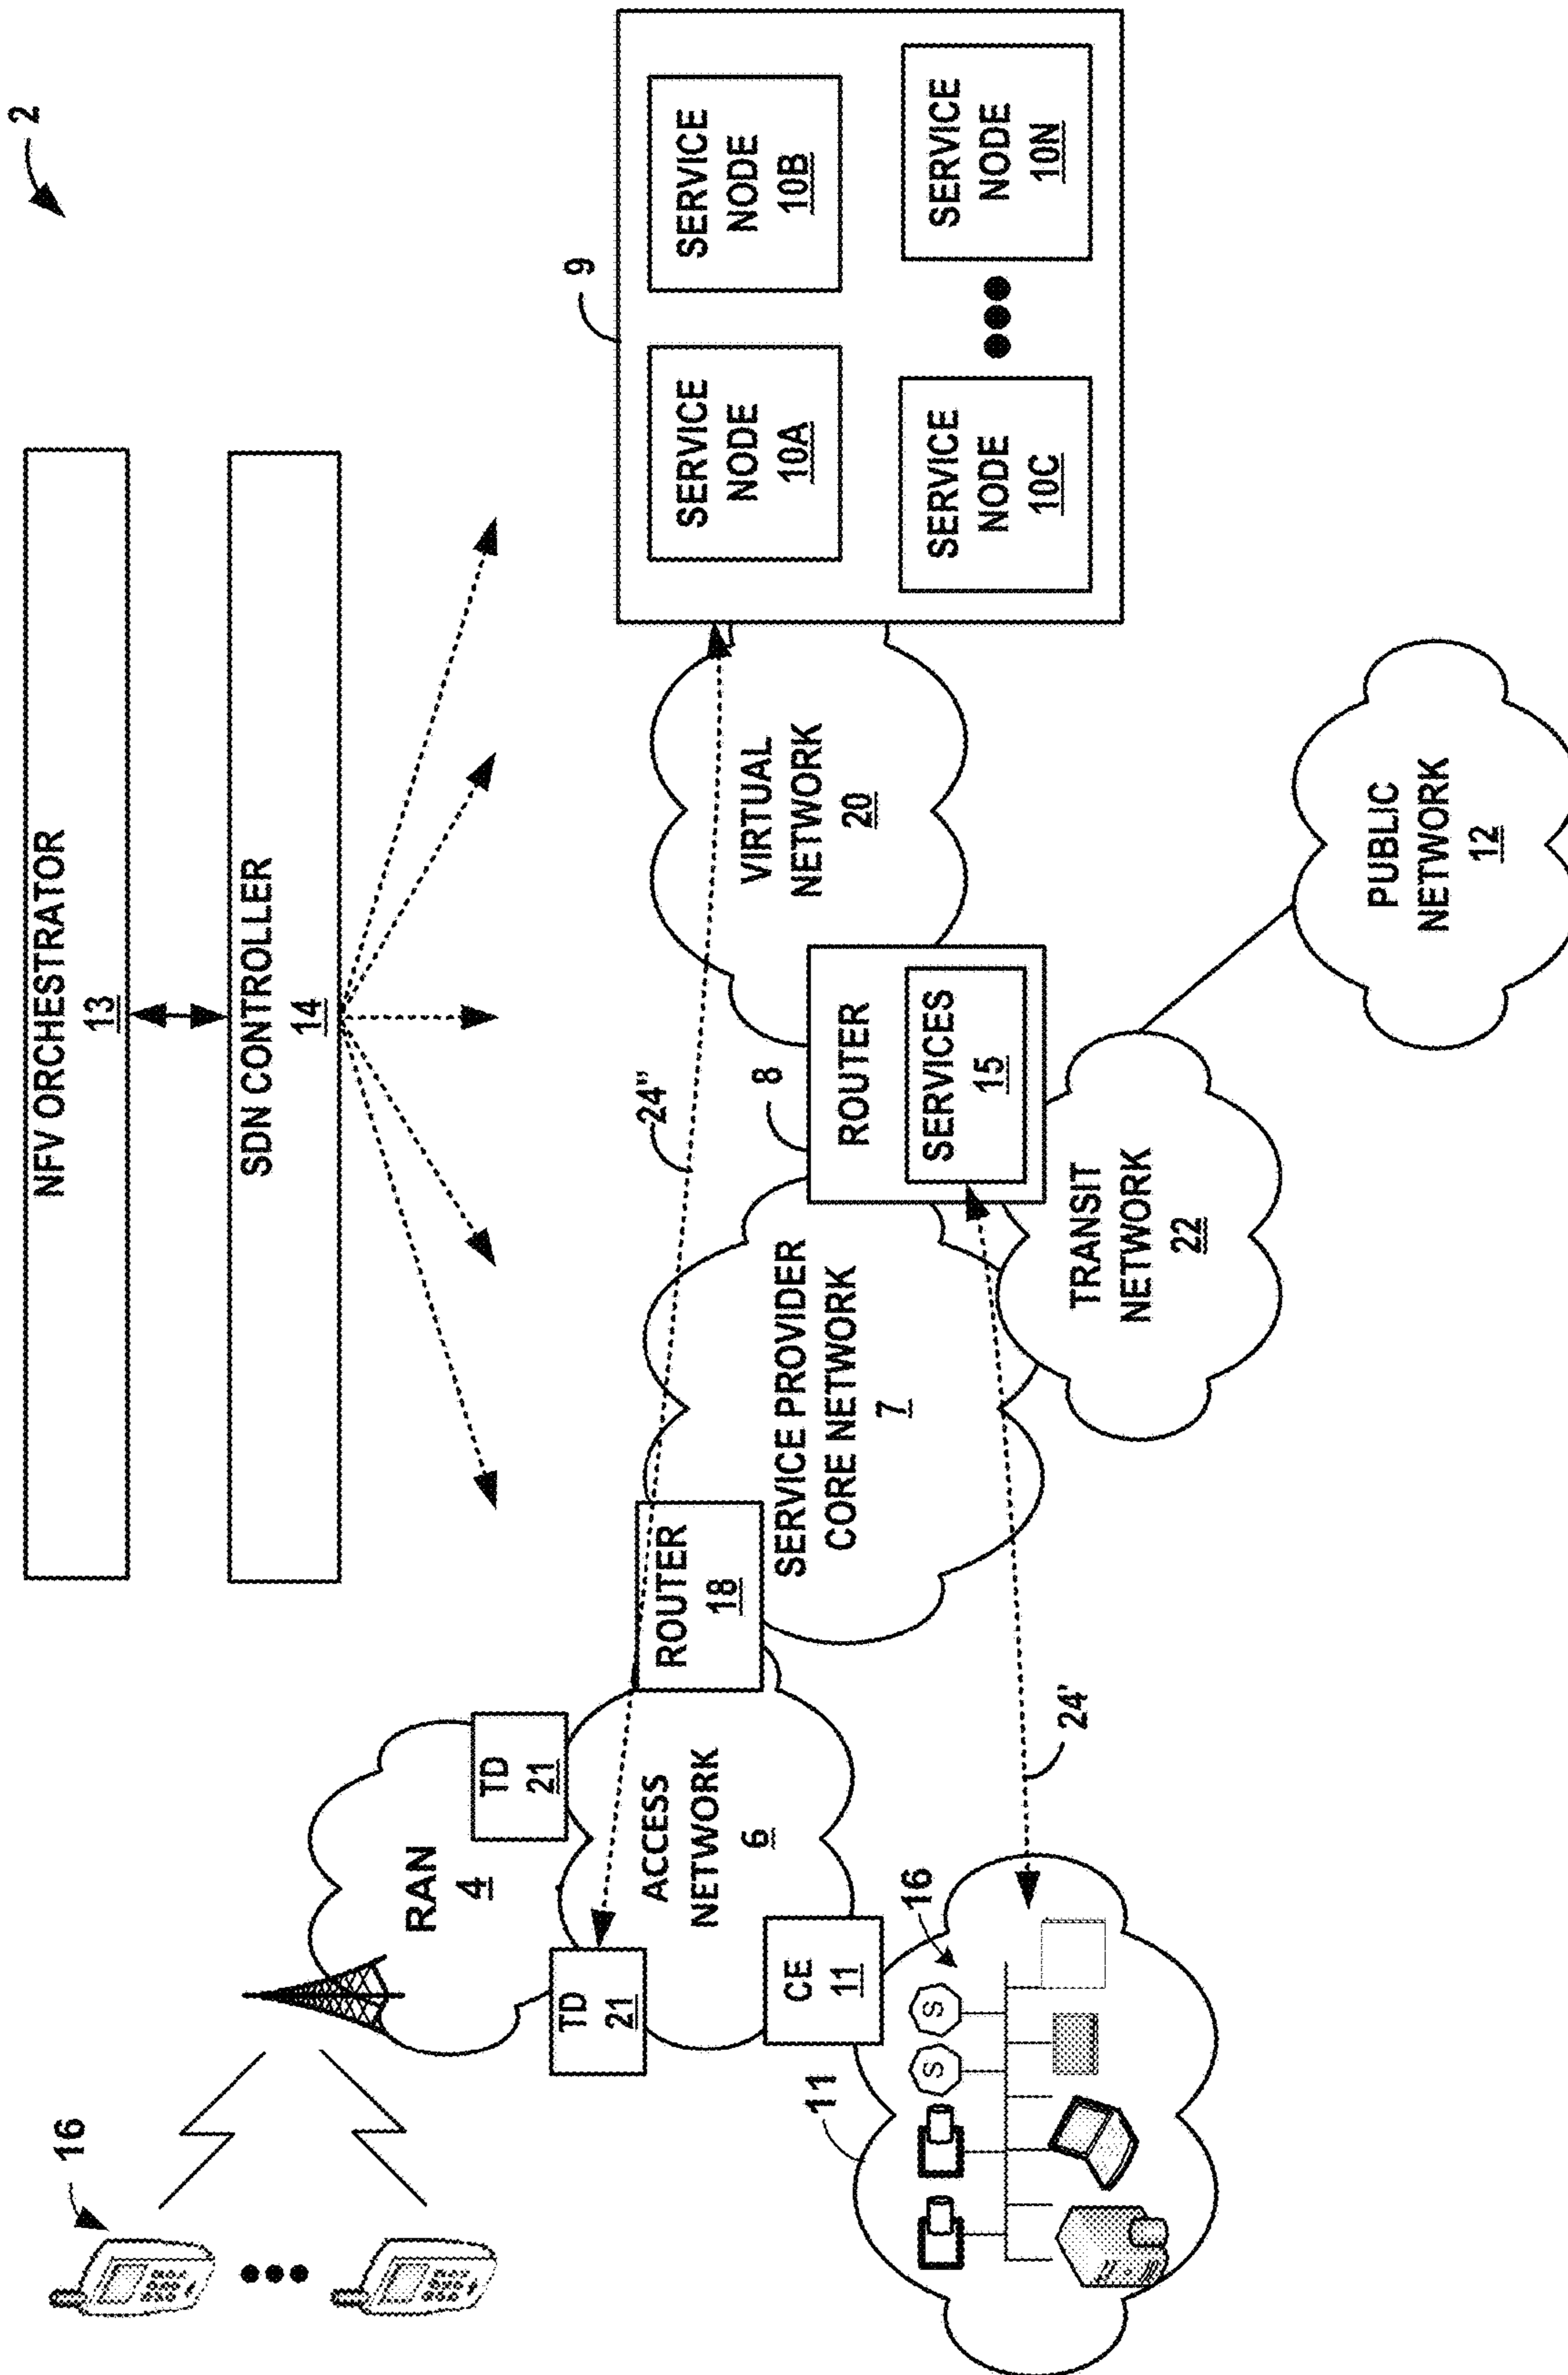 2
NFV ORCHESTRATOR
13
SDN CONTROLLER
14
16
RAN
4
TD
21
TD
21
ACCESS
NETWORK
6
CE
11
11
16
S
S
24'
24"
ROUTER
18
SERVICE PROVIDER
CORE NETWORK
7
8
ROUTER
SERVICES
15
VIRTUAL
NETWORK
20
TRANSIT
NETWORK
22
PUBLIC
NETWORK
12
9
SERVICE
NODE
10A
SERVICE
NODE
10B
SERVICE
NODE
10C
SERVICE
NODE
10N